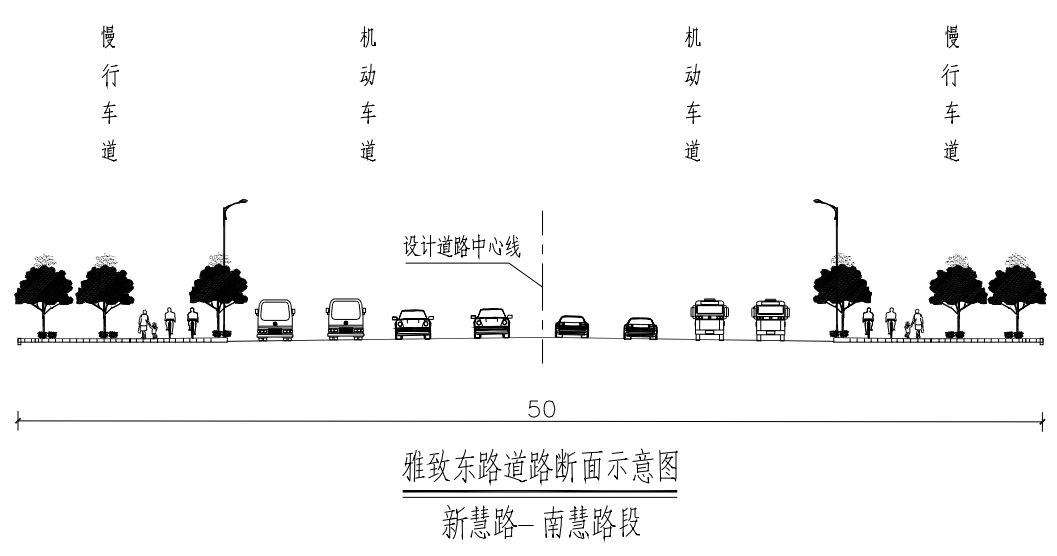 慢行车道
机动车道
机动车道
慢行车道
设计道路中心线
50
雅致东路道路断面示意图
新慧路—南慧路段